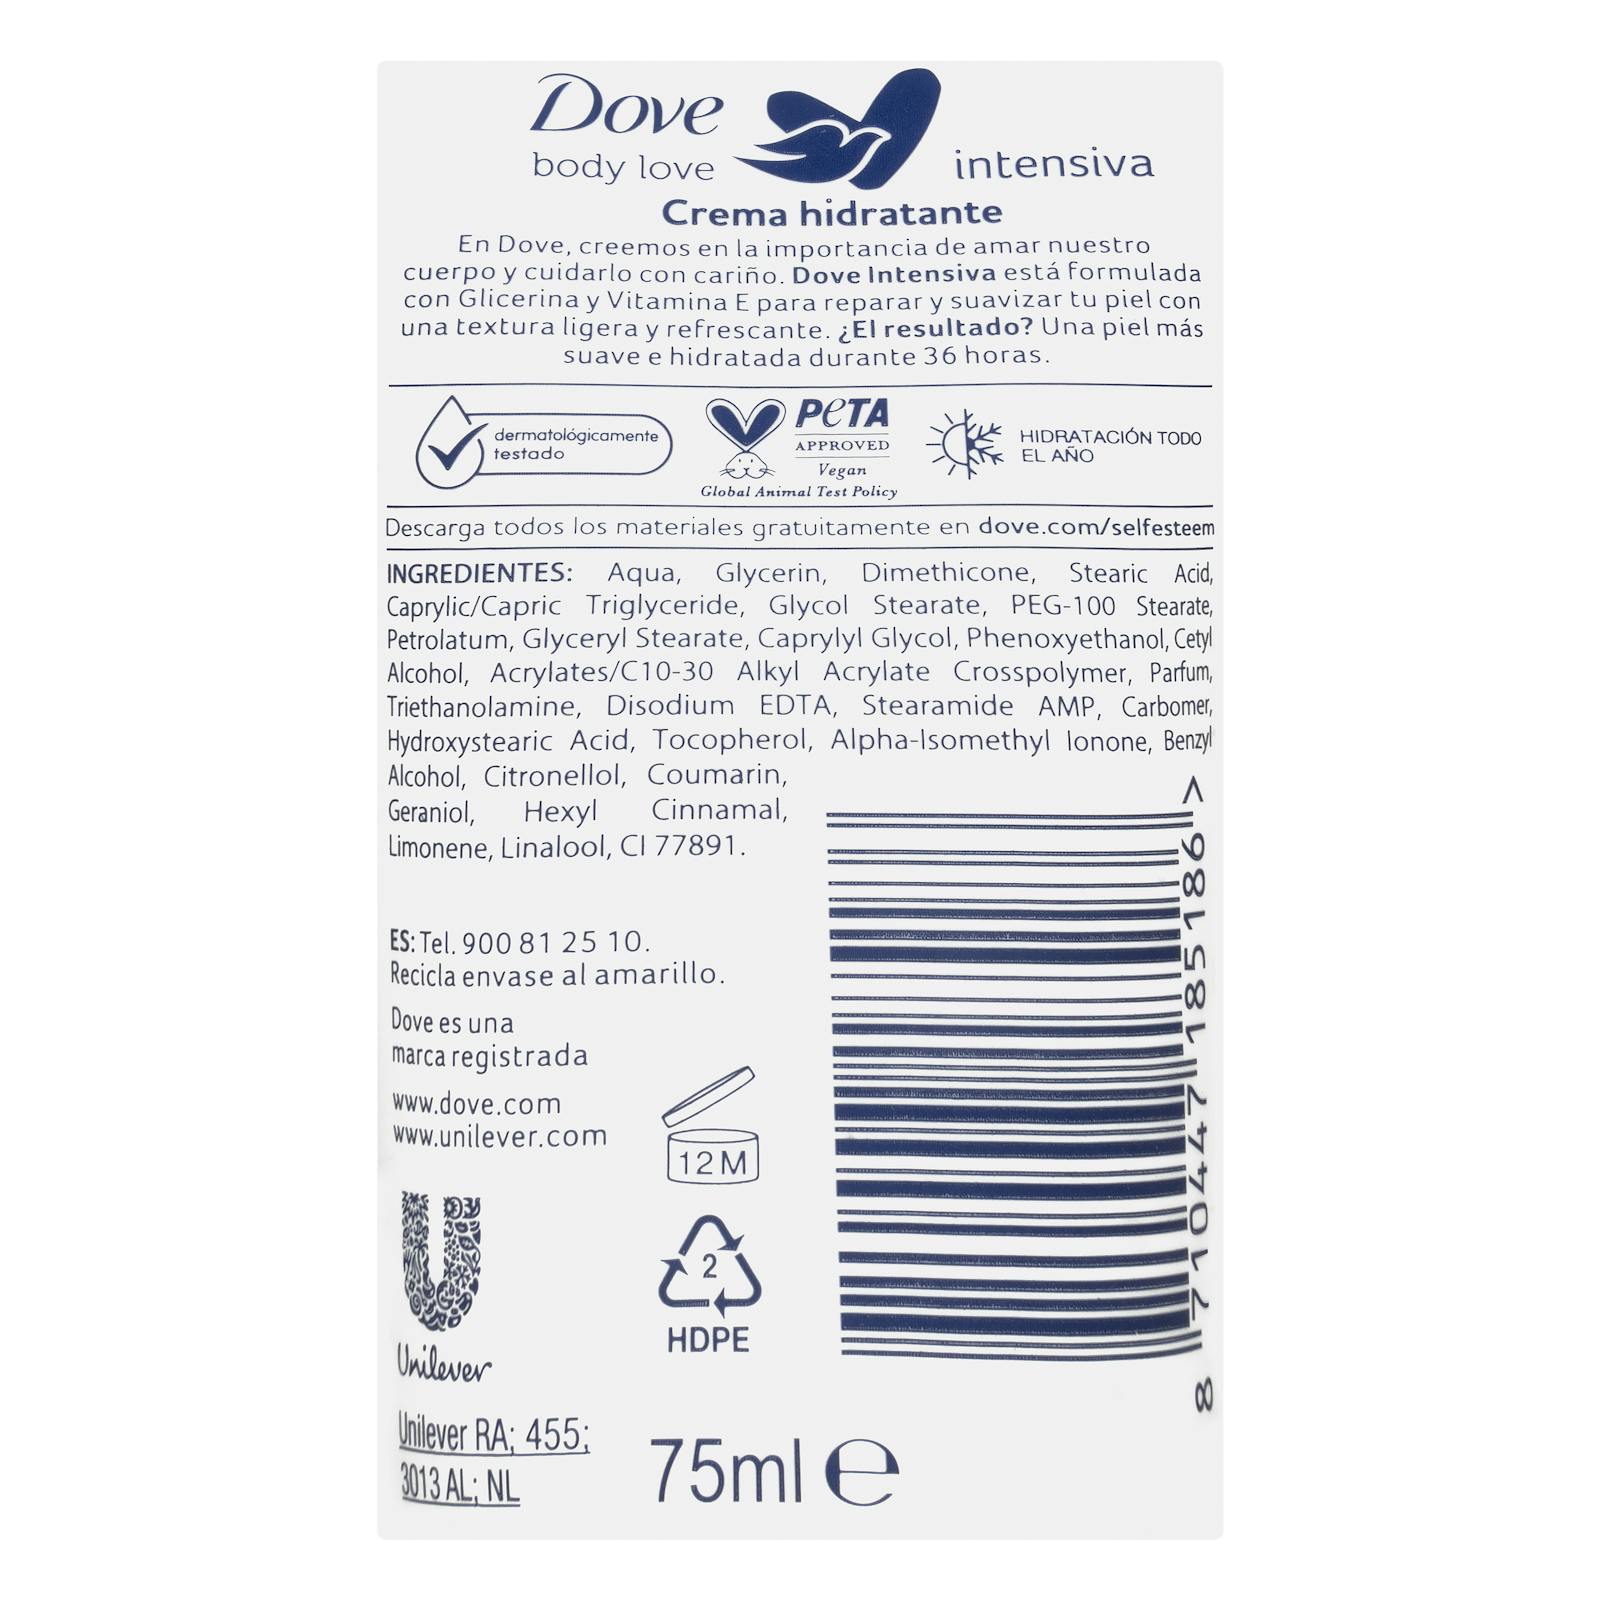 Dove
body love
intensiva
Crema hidratante
En Dove, creemos en la importancia de amar nuestro
cuerpo y cuidarlo con cariño. Dove Intensiva está formulada
con Glicerina y Vitamina E para reparar y suavizar tu piel con
una textura ligera y refrescante. ¿El resultado? Una piel más
suave e hidratada durante 36 horas.
dermatológicamente
testado
PETA
APPROVED
Vegan
Global Animal Test Policy
HIDRATACIÓN TODO
EL AÑO
Descarga todos los materiales gratuitamente en dove.com/selfesteem
INGREDIENTES: Aqua, Glycerin, Dimethicone, Stearic Acid,
Caprylic/Capric Triglyceride, Glycol Stearate, PEG-100 Stearate,
Petrolatum, Glyceryl Stearate, Caprylyl Glycol, Phenoxyethanol, Cetyl
Alcohol, Acrylates/C10-30 Alkyl Acrylate Crosspolymer, Parfum,
Triethanolamine, Disodium EDTA, Stearamide AMP, Carbomer,
Hydroxystearic Acid, Tocopherol, Alpha-Isomethyl Ionone, Benzyl
Alcohol, Citronellol, Coumarin,
Geraniol, Hexyl Cinnamal,
Limonene, Linalool, CI 77891.
ES: Tel. 900 81 25 10.
Recicla envase al amarillo.
Dove es una
marca registrada
www.dove.com
www.unilever.com
12 M
2
HDPE
Unilever
Unilever RA; 455;
3013 AL; NL
75ml e
8 710447 185186 >